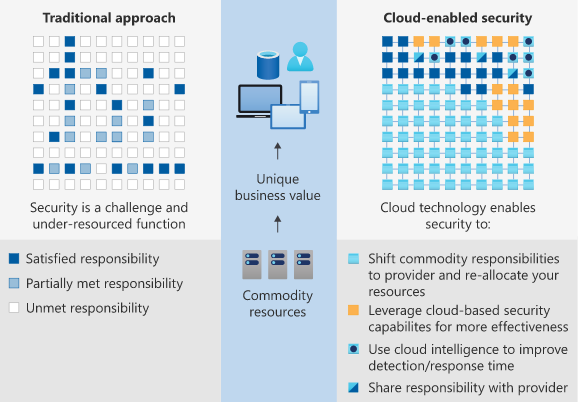 Traditional approach
Security is a challenge and
under-resourced function
Satisfied responsibility
Partially met responsibility
Unmet responsibility
Unique
business value
Commodity
resources
Cloud-enabled security
Cloud technology enables
security to:
Shift commodity responsibilities
to provider and re-allocate your
resources
Leverage cloud-based security
capabilites for more effectiveness
Use cloud intelligence to improve
detection/response time
Share responsibility with provider